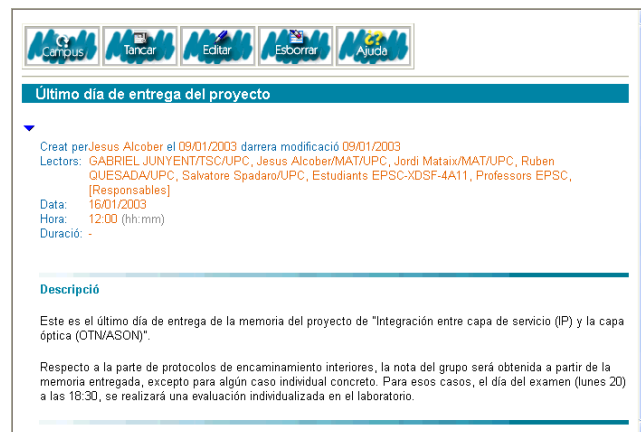 Campus Tancar Editar Esborrar Ajuda
Último día de entrega del proyecto
Creat perJesus Alcober el 09/01/2003 darrera modificació 09/01/2003
Lectors: GABRIEL JUNYENT/TSC/UPC, Jesus Alcober/MAT/UPC, Jordi Mataix/MAT/UPC, Ruben
QUESADA/UPC, Salvatore Spadaro/UPC, Estudiants EPSC-XDSF-4A11, Professors EPSC,
[Responsables]
Data: 16/01/2003
Hora: 12:00 (hh:mm)
Duració: -
Descripció
Este es el último día de entrega de la memoria del proyecto de "Integración entre capa de servicio (IP) y la capa
óptica (OTN/ASON)".
Respecto a la parte de protocolos de encaminamiento interiores, la nota del grupo será obtenida a partir de la
memoria entregada, excepto para algún caso individual concreto. Para esos casos, el día del examen (lunes 20)
a las 18:30, se realizará una evaluación individualizada en el laboratorio.